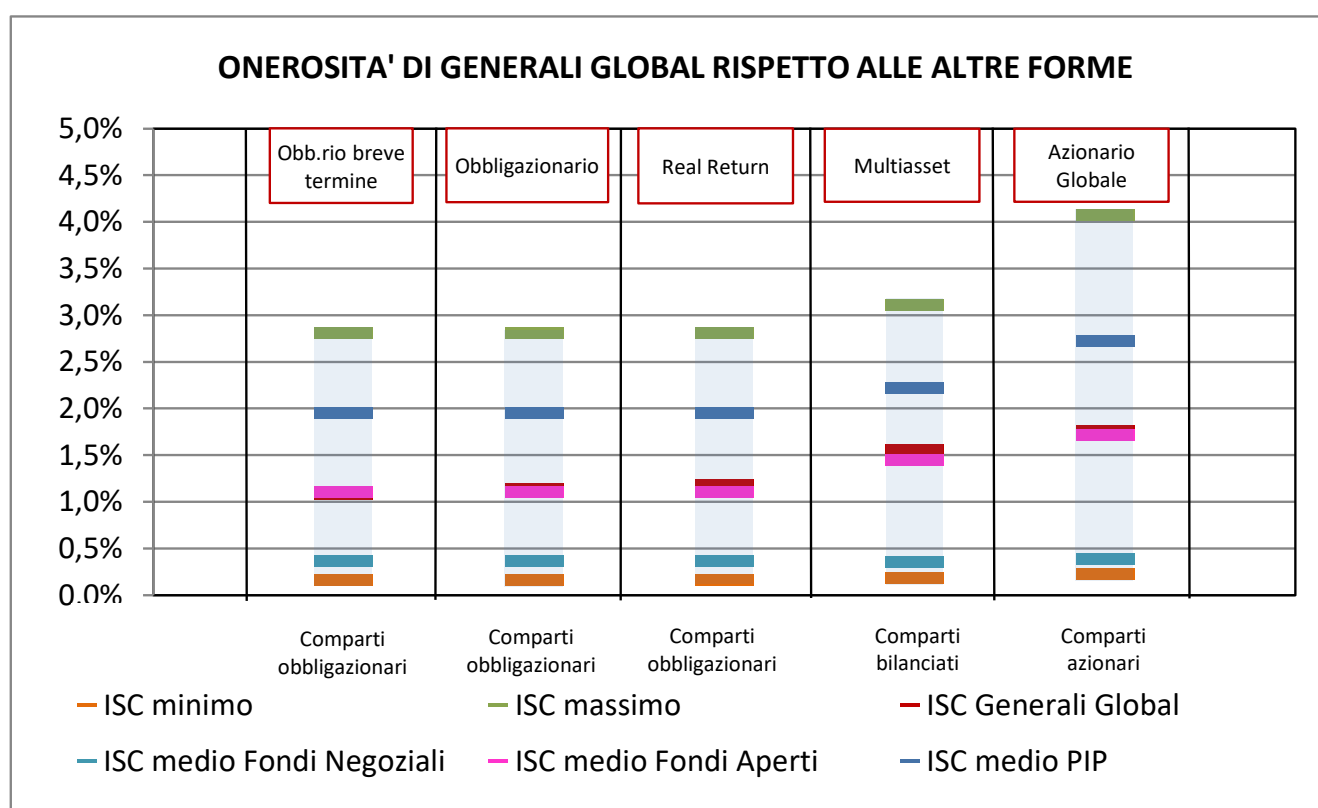 ONEROSITA' DI GENERALI GLOBAL RISPETTO ALLE ALTRE FORME
5,0%
4,5%
4,0%
3,5%
3,0%
2,5%
2,0%
1,5%
1,0%
0,5%
0,0%
Obb.rio breve
termine
Obbligazionario
Real Return
Multiasset
Azionario
Globale
Comparti
obbligazionari
Comparti
obbligazionari
Comparti
obbligazionari
Comparti
bilanciati
Comparti
azionari
ISC minimo
ISC massimo
ISC Generali Global
ISC medio Fondi Negoziali
ISC medio Fondi Aperti
ISC medio PIP